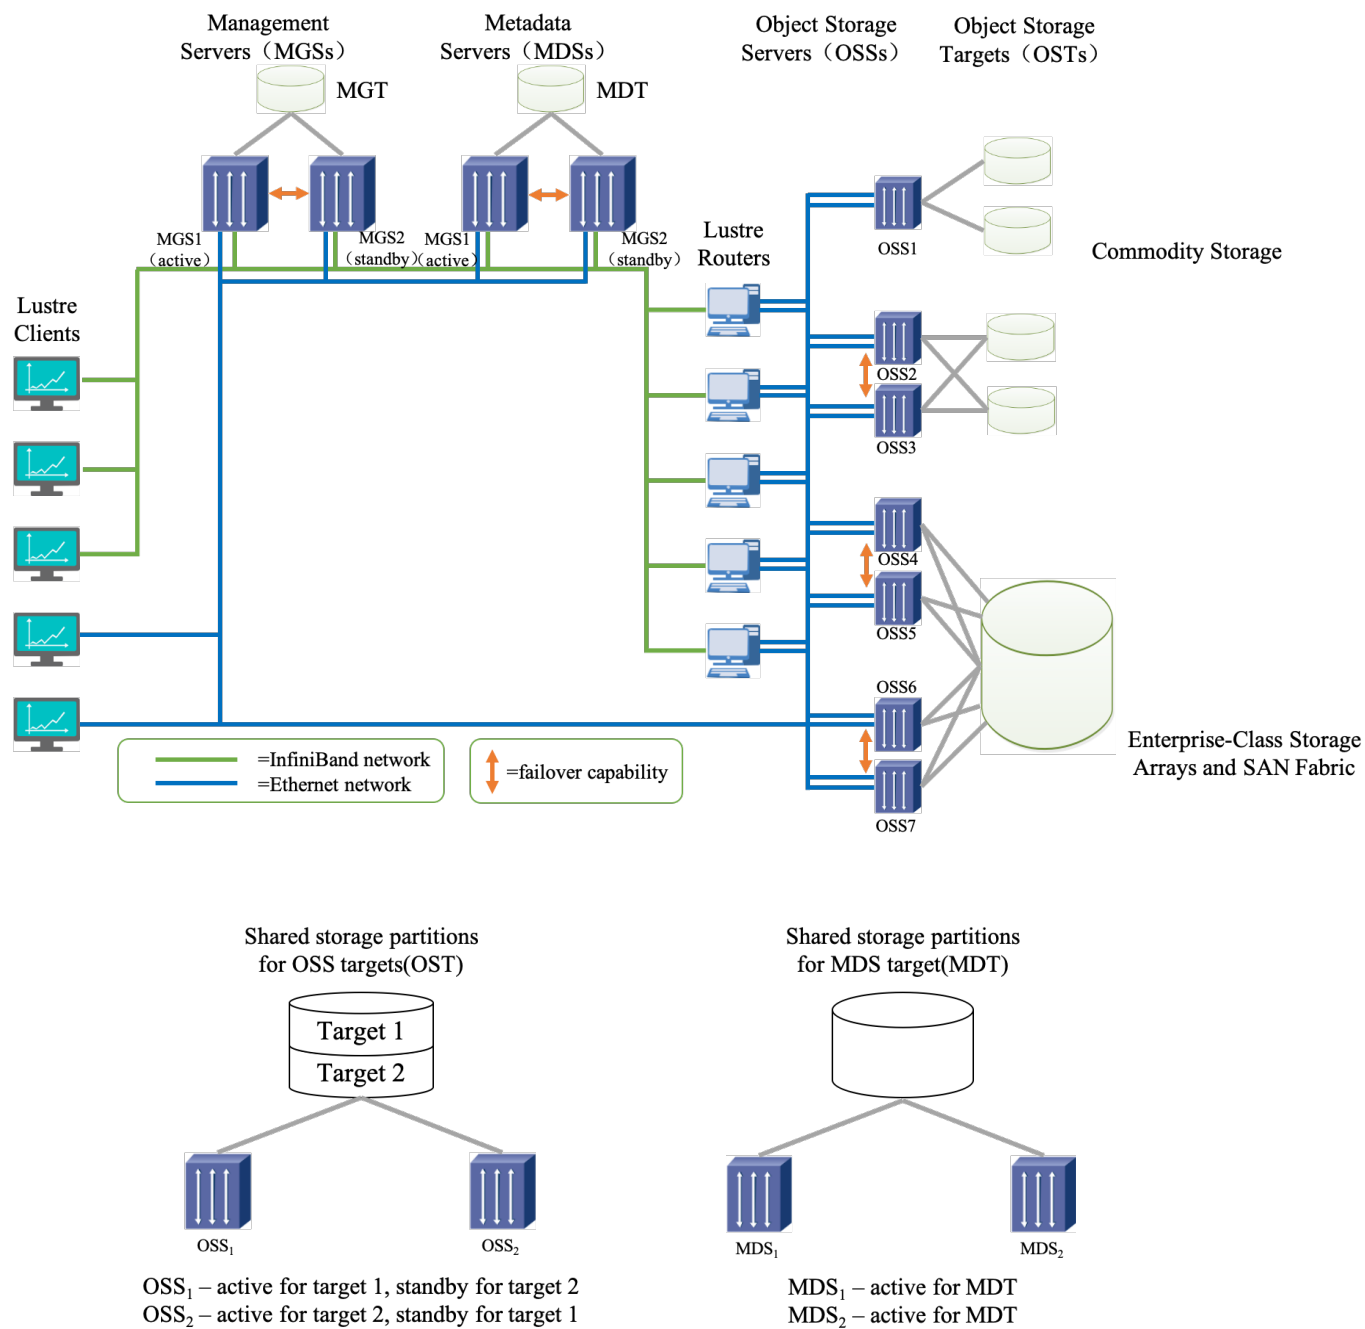 Management
Servers（MGSs）
Metadata
Servers（MDSs）
Object Storage
Servers（OSSs）
Object Storage
Targets（OSTs）
MGT
MDT
MGS1
（active）
MGS2
（standby）
MGS1
（active）
MGS2
（standby）
Lustre
Routers
OSS1
Commodity Storage
Lustre
Clients
OSS2
OSS3
OSS4
OSS5
OSS6
OSS7
Enterprise-Class Storage
Arrays and SAN Fabric
=InfiniBand network
=Ethernet network
=failover capability
Shared storage partitions
for OSS targets(OST)
Target 1
Target 2
OSS₁
OSS₂
OSS₁ – active for target 1, standby for target 2
OSS₂ – active for target 2, standby for target 1
Shared storage partitions
for MDS target(MDT)
MDS₁
MDS₂
MDS₁ – active for MDT
MDS₂ – active for MDT